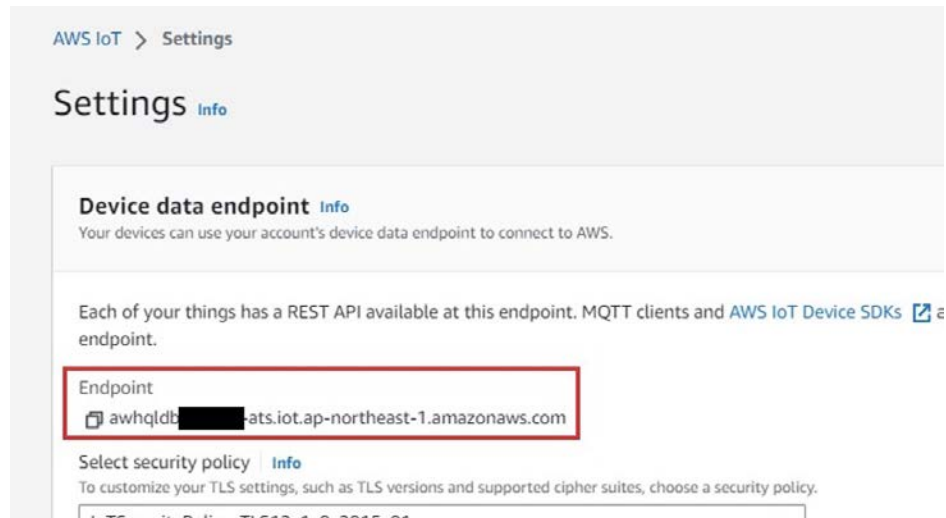 AWS IoT > Settings
Settings Info
Device data endpoint Info
Your devices can use your account's device data endpoint to connect to AWS.
Each of your things has a REST API available at this endpoint. MQTT clients and AWS IoT Device SDKs a
endpoint.
Endpoint
awhqldb -ats.iot.ap-northeast-1.amazonaws.com
Select security policy Info
To customize your TLS settings, such as TLS versions and supported cipher suites, choose a security policy.